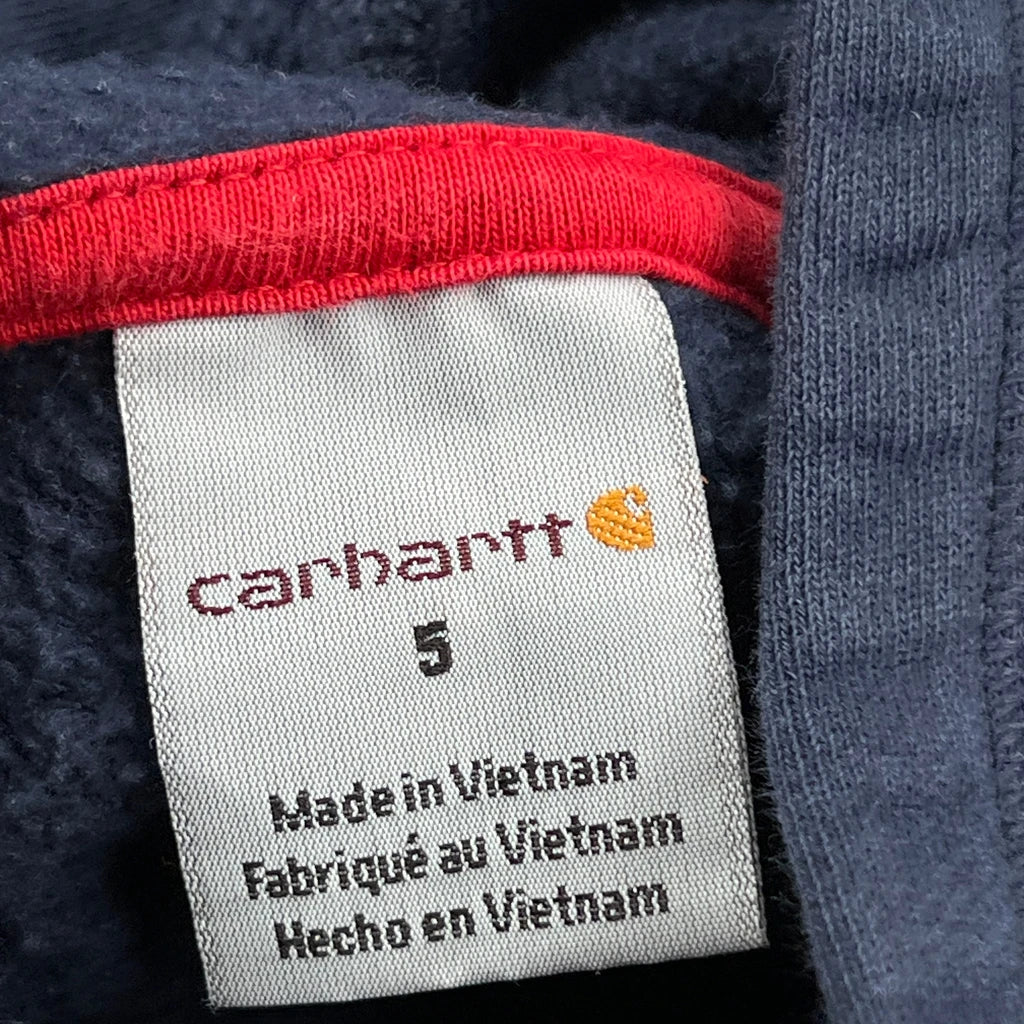 carhartt
5
Made in Vietnam
Fabriqué au Vietnam
Hecho en Vietnam